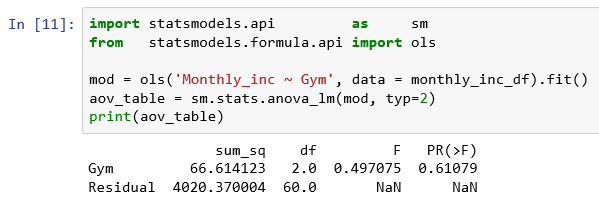 In [11]: import statsmodels.api as sm
from statsmodels.formula.api import ols
mod = ols('Monthly_inc ~ Gym', data = monthly_inc_df).fit()
aov_table = sm.stats.anova_lm(mod, typ=2)
print(aov_table)
sum_sq df F PR(>F)
Gym 66.614123 2.0 0.497075 0.61079
Residual 4020.370004 60.0 NaN NaN